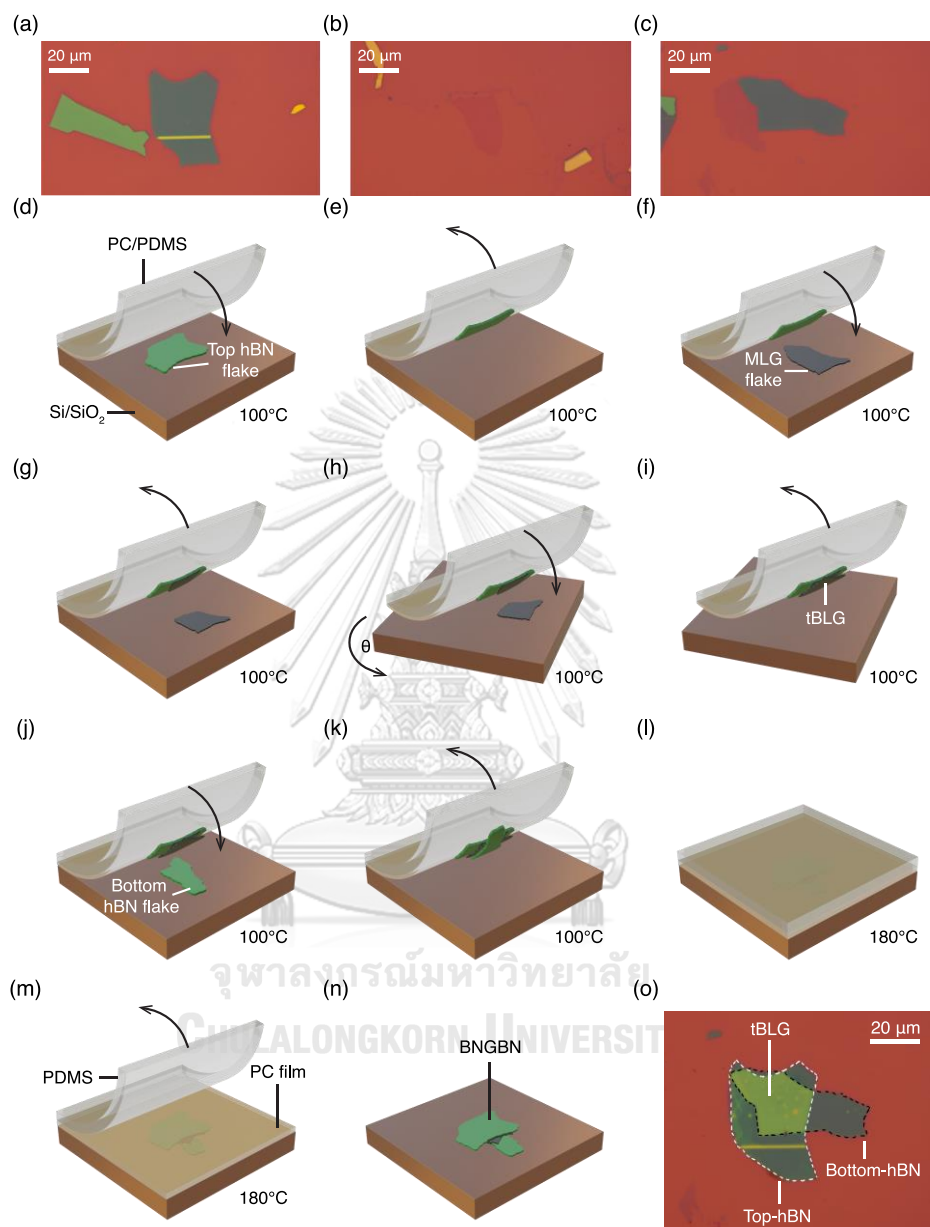 (a)
20 µm
(b)
20 µm
(c)
20 µm
(d)
PC/PDMS
Top hBN
flake
Si/SiO₂
100°C
(e)
100°C
(f)
MLG
flake
100°C
(g)
100°C
(h)
θ
100°C
(i)
tBLG
100°C
(j)
Bottom
hBN flake
100°C
(k)
100°C
(l)
180°C
จุฬาลงกรณ์มหาวิทยาลัย
CHULALONGKORN UNIVERSIT
(m)
PDMS
PC film
180°C
(n)
BNGBN
(o)
tBLG
20 µm
Bottom-hBN
Top-hBN